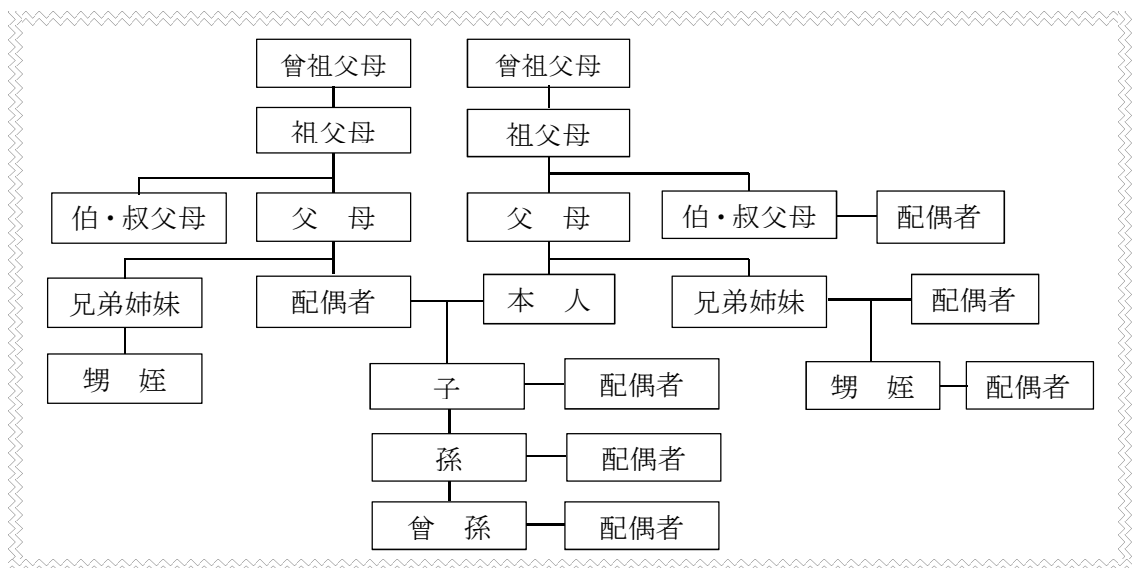 曾祖父母 曾祖父母
祖父母 祖父母
伯・叔父母 父　母 父　母 伯・叔父母 配偶者
兄弟姉妹 配偶者 本　人 兄弟姉妹 配偶者
甥　姪 子 配偶者 甥　姪 配偶者
孫 配偶者
曾　孫 配偶者